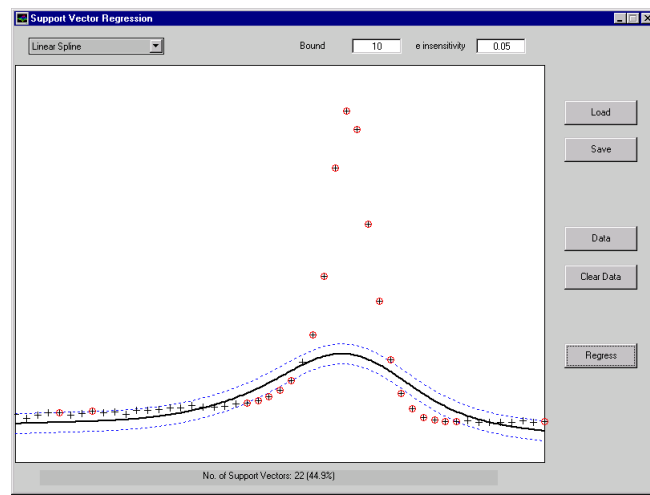 Support Vector Regression
Linear Spline
Bound 10 e insensitivity 0.05
Load
Save
Data
Clear Data
Regress
No. of Support Vectors: 22 (44.9%)